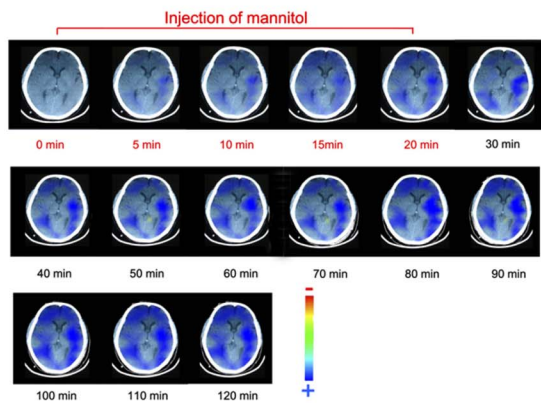 Injection of mannitol
0 min 5 min 10 min 15min 20 min 30 min
40 min 50 min 60 min 70 min 80 min 90 min
-
+
100 min 110 min 120 min